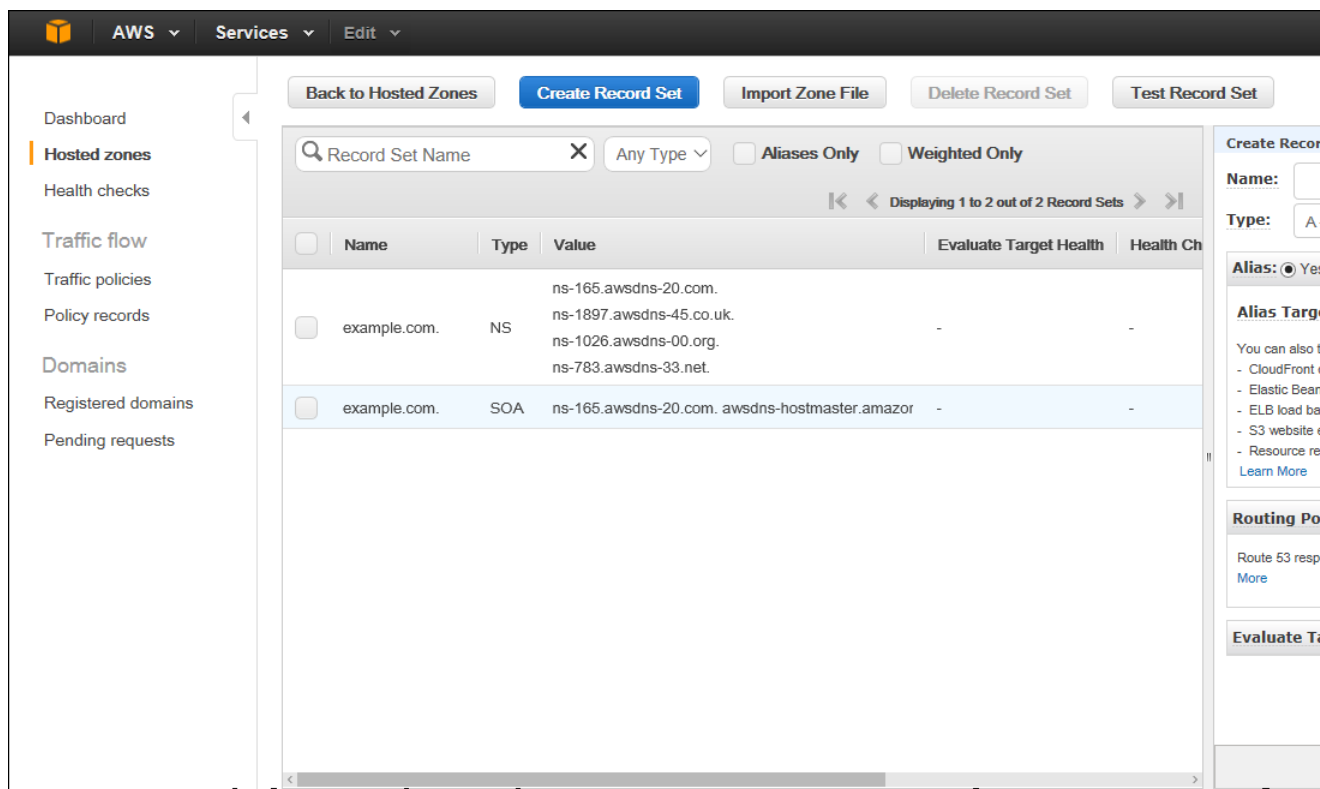 AWS Services Edit
Back to Hosted Zones Create Record Set Import Zone File Delete Record Set Test Record Set
Dashboard
Hosted zones
Health checks
Traffic flow
Traffic policies
Policy records
Domains
Registered domains
Pending requests
Record Set Name Any Type Aliases Only Weighted Only
Displaying 1 to 2 out of 2 Record Sets
Name Type Value Evaluate Target Health Health Ch
example.com. NS
ns-165.awsdns-20.com.
ns-1897.awsdns-45.co.uk.
ns-1026.awsdns-00.org.
ns-783.awsdns-33.net.
- -
example.com. SOA ns-165.awsdns-20.com. awsdns-hostmaster.amazor - -
Create Recor
Name:
Type: A
Alias: Yes
Alias Targe
You can also t
- CloudFront e
- Elastic Bean
- ELB load ba
- S3 website e
- Resource re
Learn More
Routing Po
Route 53 resp
More
Evaluate Ta